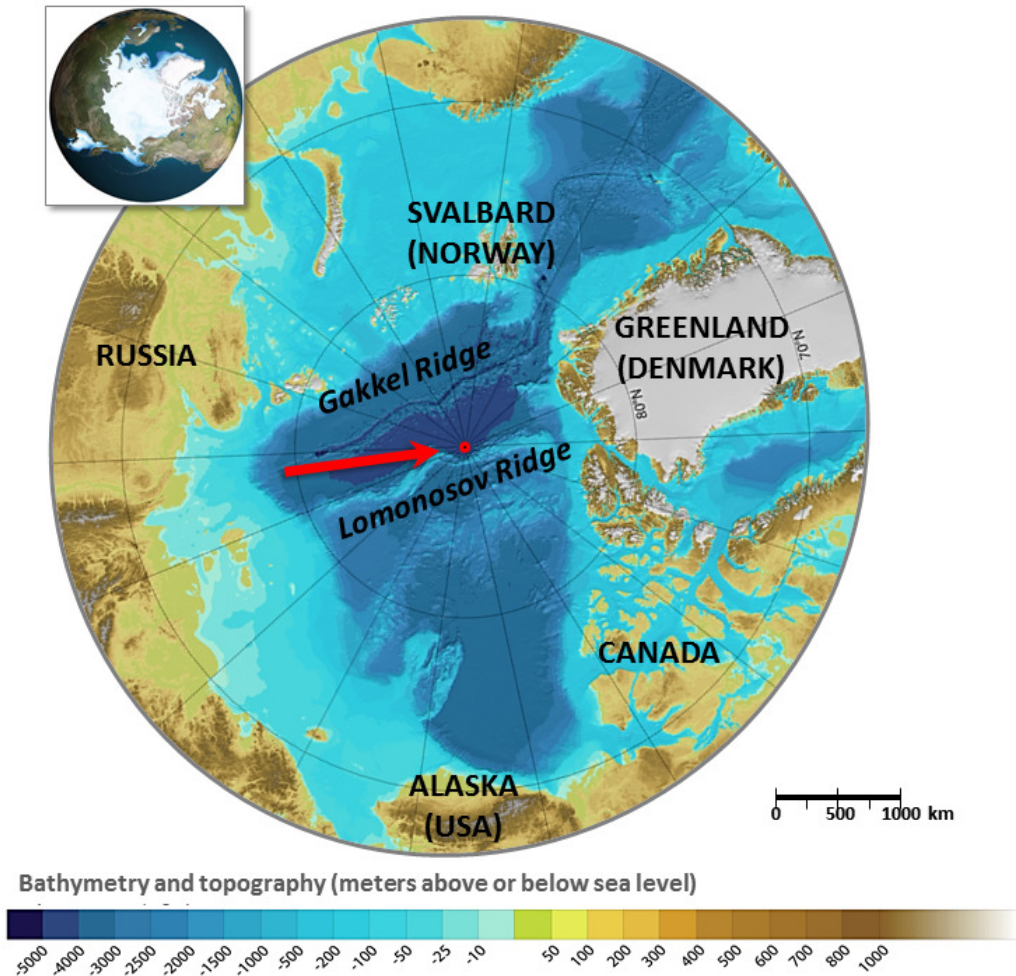 SVALBARD
(NORWAY)
GREENLAND
(DENMARK)
70°N
80°N
RUSSIA
Gakkel Ridge
Lomonosov Ridge
CANADA
ALASKA
(USA)
0 500 1000 km
Bathymetry and topography (meters above or below sea level)
-5000 -4000 -3000 -2000 -1500 -1000 -500 -200 -100 -50 -25 -10 50 100 200 300 400 600 700 800 1000